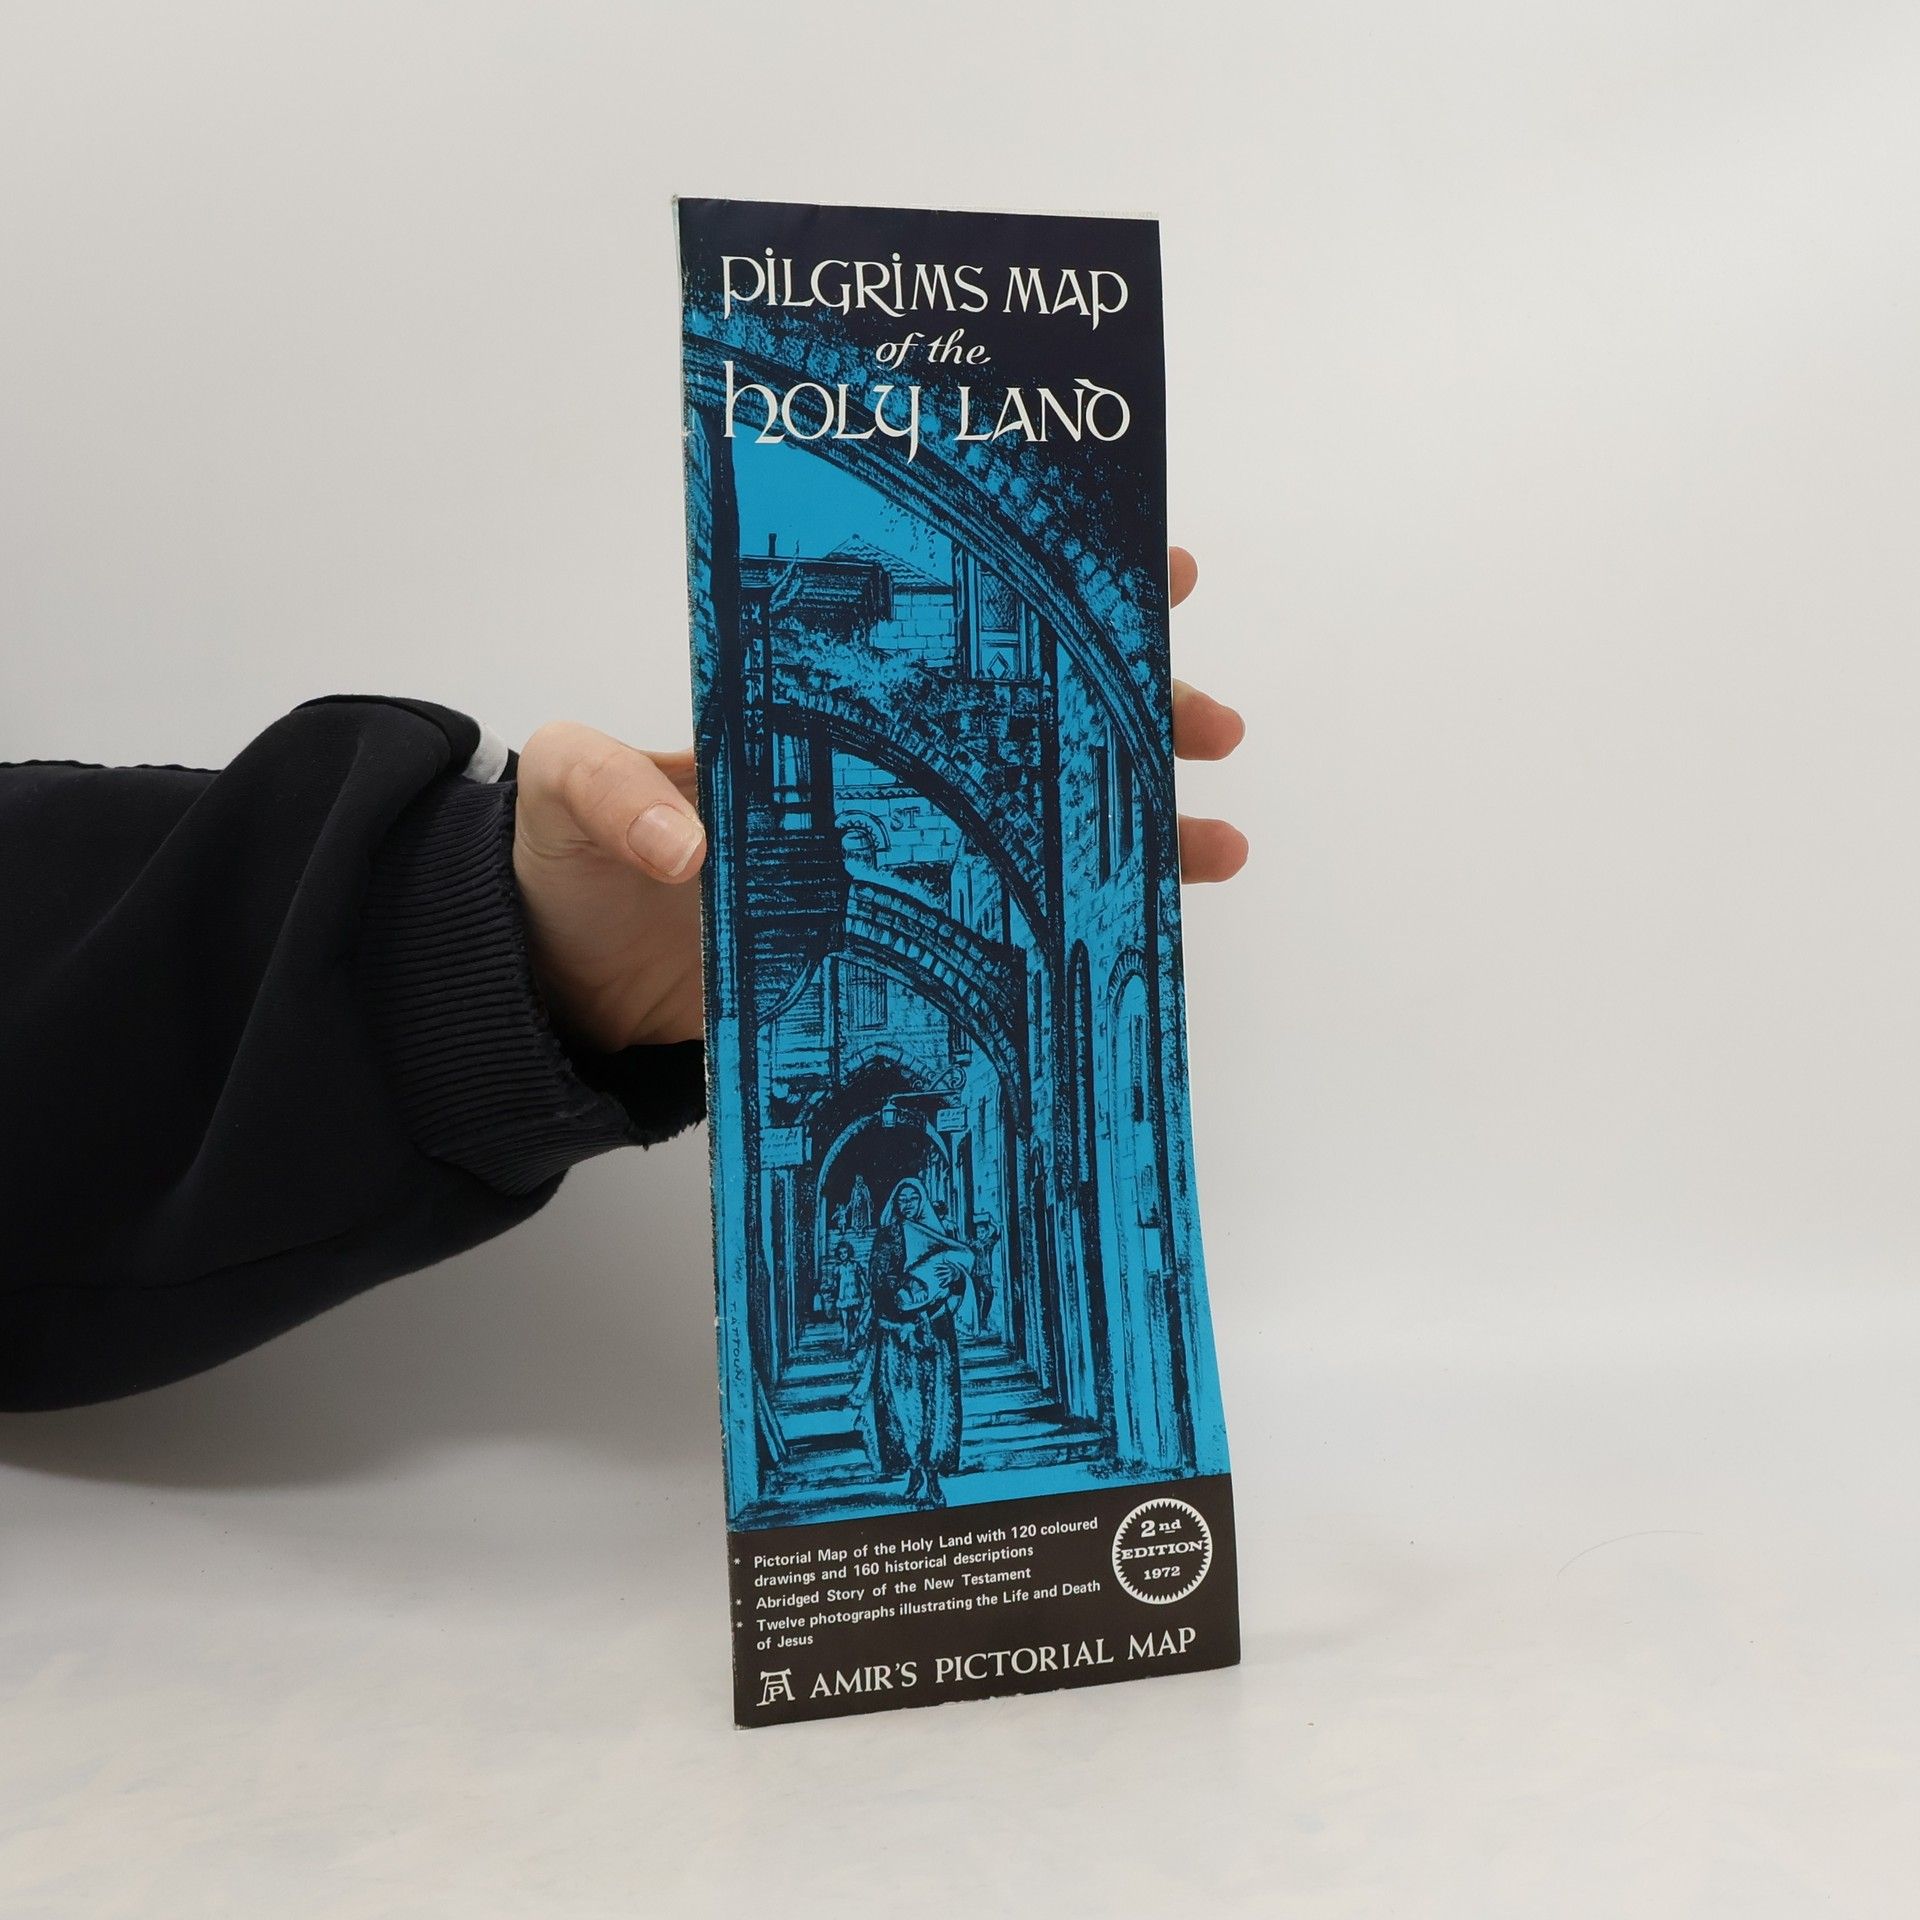 PILGRIMS MAP
of the
HOLY LAND
ST
* Pictorial Map of the Holy Land with 120 coloured
drawings and 160 historical descriptions
* Abridged Story of the New Testament
* Twelve photographs illustrating the Life and Death
of Jesus
2nd
EDITION
1972
AP AMIR'S PICTORIAL MAP